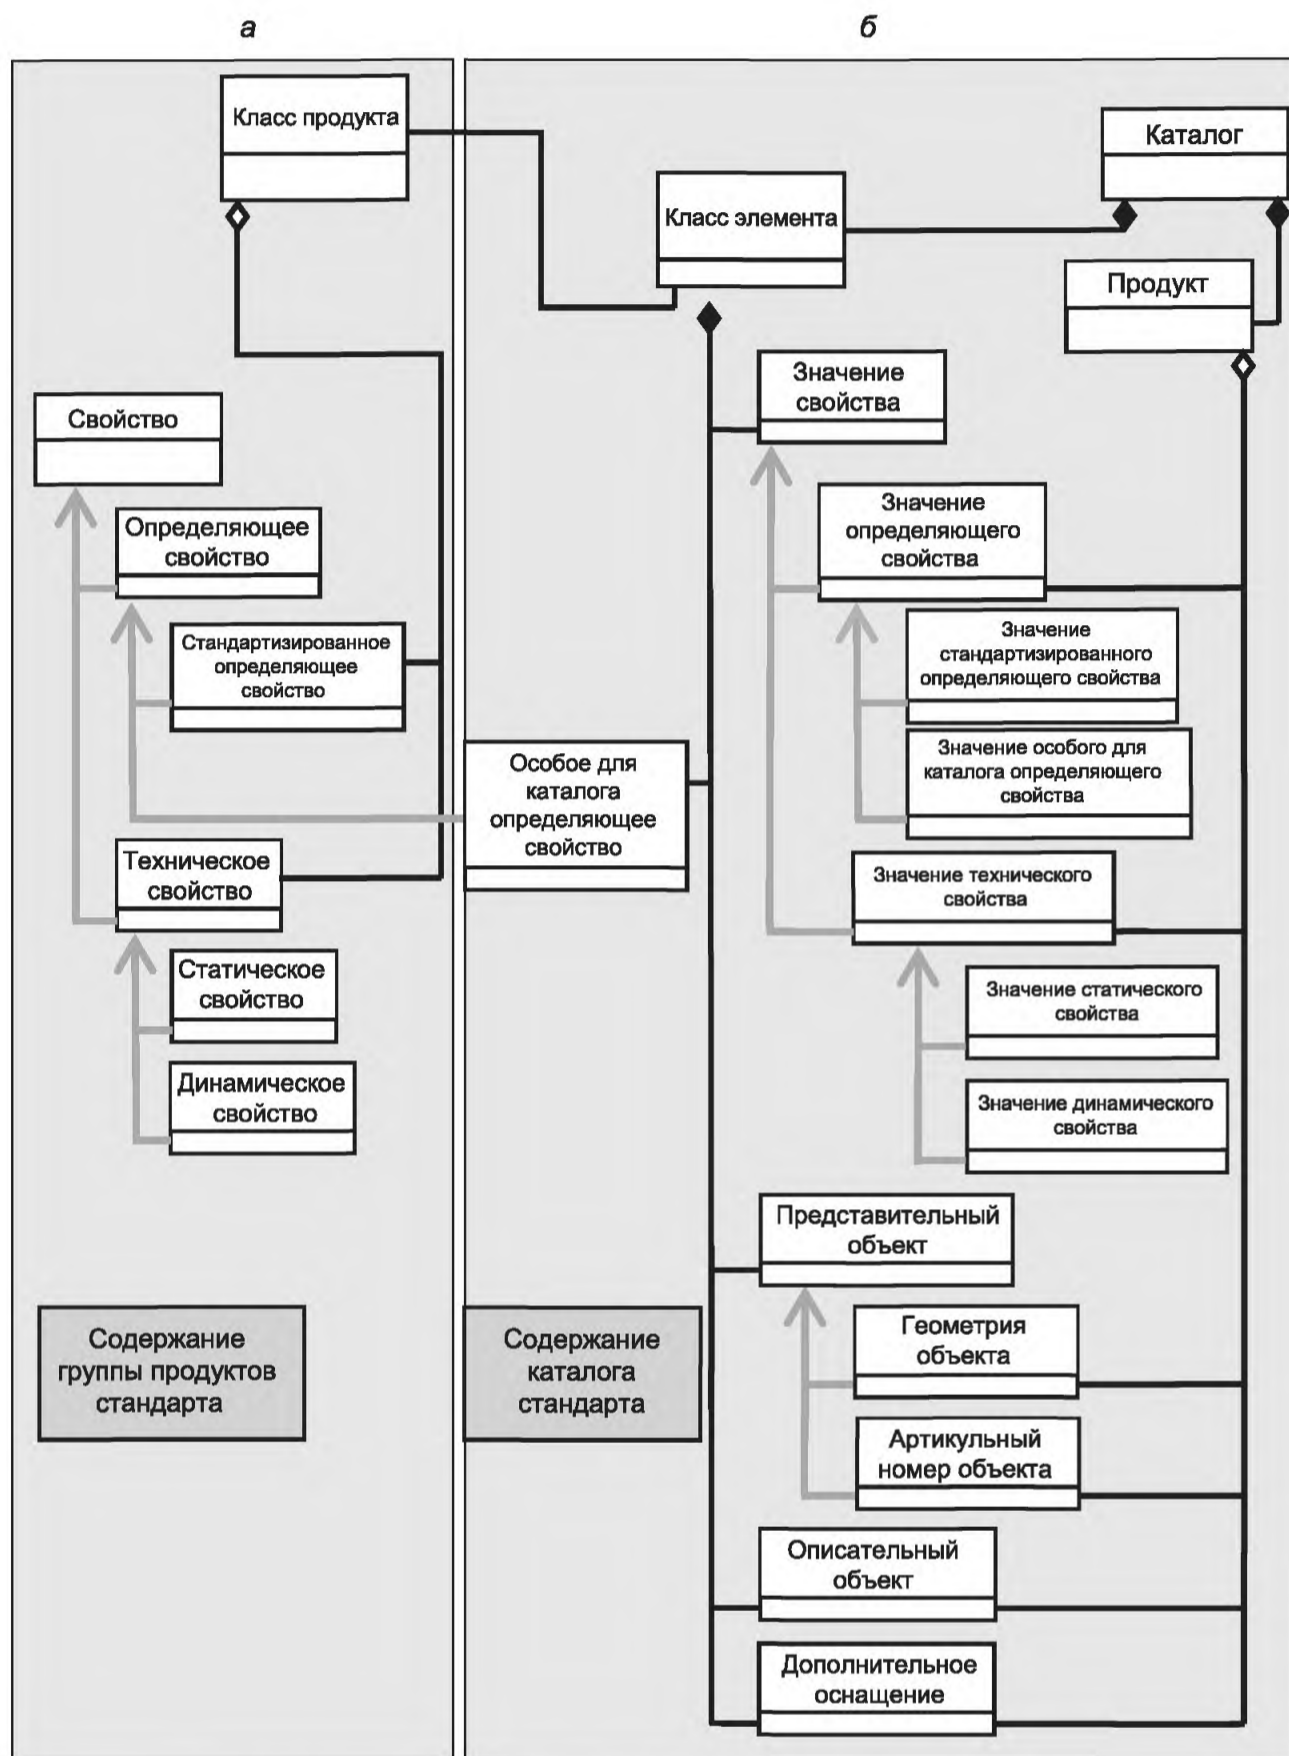 а
б
Класс продукта
Каталог
Класс элемента
Продукт
Значение
свойства
Свойство
Значение
определяющего
свойства
Определяющее
свойство
Стандартизированное
определяющее
свойство
Значение
стандартизированного
определяющего свойства
Значение особого для
каталога определяющего
свойства
Особое для
каталога
определяющее
свойство
Техническое
свойство
Значение технического
свойства
Статическое
свойство
Значение статического
свойства
Динамическое
свойство
Значение динамического
свойства
Представительный
объект
Содержание
группы продуктов
стандарта
Содержание
каталога
стандарта
Геометрия
объекта
Артикульный
номер объекта
Описательный
объект
Дополнительное
оснащение